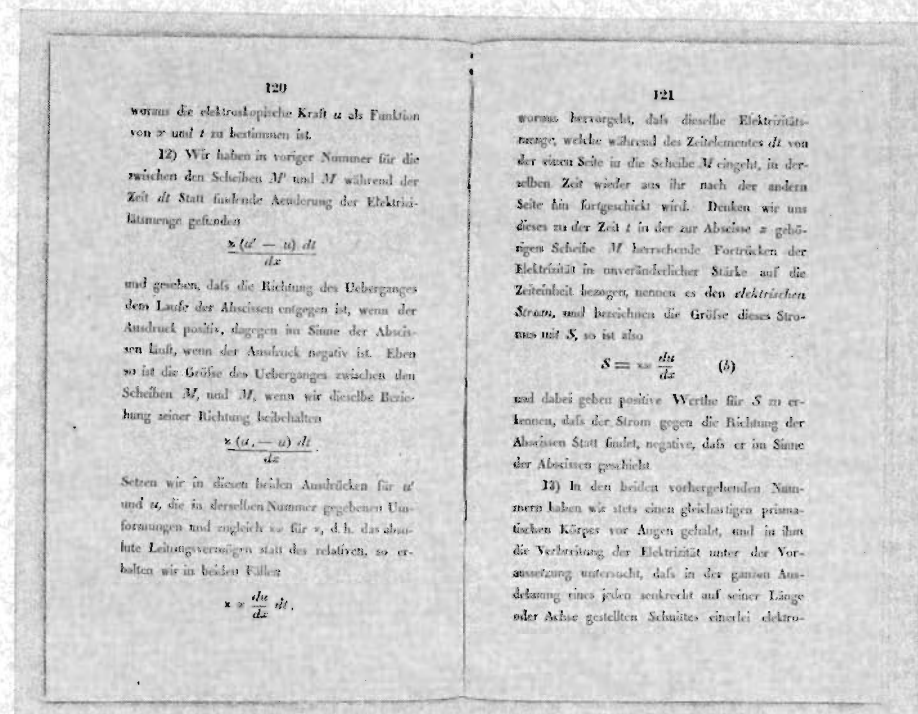 120
woraus die elektroskopische Kraft u als Funktion
von x und t zu bestimmen ist.
12) Wir haben in voriger Nummer für die
zwischen den Scheiben M' und M während der
Zeit dt Statt findende Aenderung der Elektrizi-
tätsmenge gefunden
ϰ (u' — u) dt
dx
und gesehen, daſs die Richtung des Ueberganges
dem Laufe der Abscissen entgegen ist, wenn der
Ausdruck positiv, dagegen im Sinne der Abscis-
sen läuft, wenn der Ausdruck negativ ist. Eben
so ist die Gröſse des Ueberganges zwischen den
Scheiben M, und M, wenn wir dieselbe Bezie-
hung seiner Richtung beibehalten
ϰ (u, — u) dt
dx
Setzen wir in diesen beiden Ausdrücken für u'
und u, die in derselben Nummer gegebenen Um-
formungen und zugleich ϰω für ϰ, d. h. das abso-
lute Leitungsvermögen statt des relativen, so er-
halten wir in beiden Fällen
ϰ ω du/dx dt.
121
woraus hervorgeht, daſs dieselbe Elektrizitäts-
menge, welche während des Zeitelementes dt von
der einen Seite in die Scheibe M eingeht, in der-
selben Zeit wieder aus ihr nach der andern
Seite hin fortgeschickt wird. Denken wir uns
dieses zu der Zeit t in der zur Abscisse x gehö-
rigen Scheibe M herrschende Fortrücken der
Elektrizität in unveränderlicher Stärke auf die
Zeiteinheit bezogen, nennen es den elektrischen
Strom, und bezeichnen die Gröſse dieses Stro-
mes mit S, so ist also
S = ϰω du/dx (b)
und dabei geben positive Werthe für S zu er-
kennen, daſs der Strom gegen die Richtung der
Abscissen Statt findet, negative, daſs er im Sinne
der Abscissen geschieht
13) In den beiden vorhergehenden Num-
mern haben wir stets einen gleichartigen prisma-
tischen Körper vor Augen gehabt, und in ihm
die Verbreitung der Elektrizität unter der Vor-
aussetzung untersucht, daſs in der ganzen Aus-
dehnung eines jeden senkrecht auf seiner Länge
oder Achse gestellten Schnittes einerlei elektro-